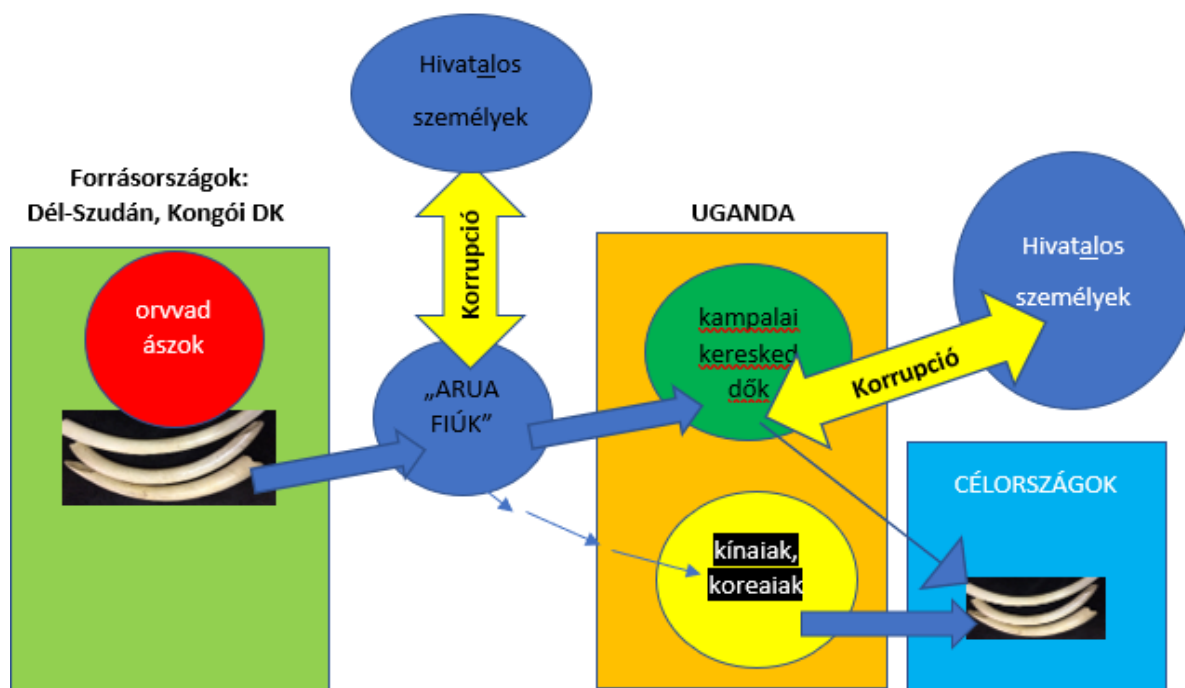 Hivatalos
személyek
Forrásországok:
Dél-Szudán, Kongói DK
Korrupció
UGANDA
Hivatalos
személyek
orvvad
ászok
kampalai
keresked
dők
Korrupció
„ARUA
FIÚK”
CÉLORSZÁGOK
kínaiak,
koreaiak